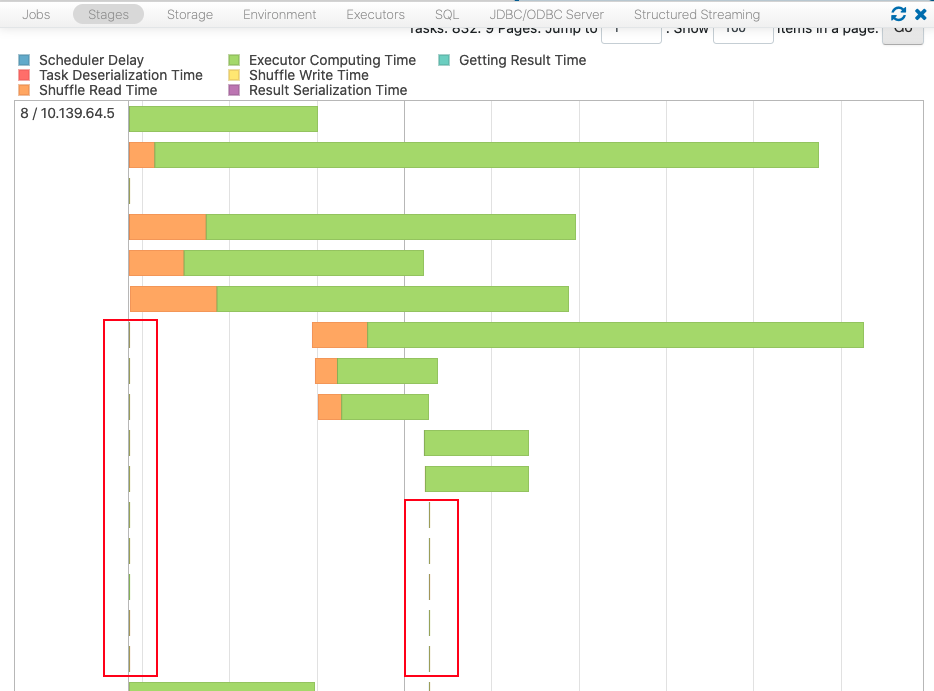 Jobs Stages Storage Environment Executors SQL JDBC/ODBC Server Structured Streaming
Tasks: 832. 9 Pages. Jump to 1 . Show 100 items in a page. Go
Scheduler Delay Executor Computing Time Getting Result Time
Task Deserialization Time Shuffle Write Time
Shuffle Read Time Result Serialization Time
8 / 10.139.64.5